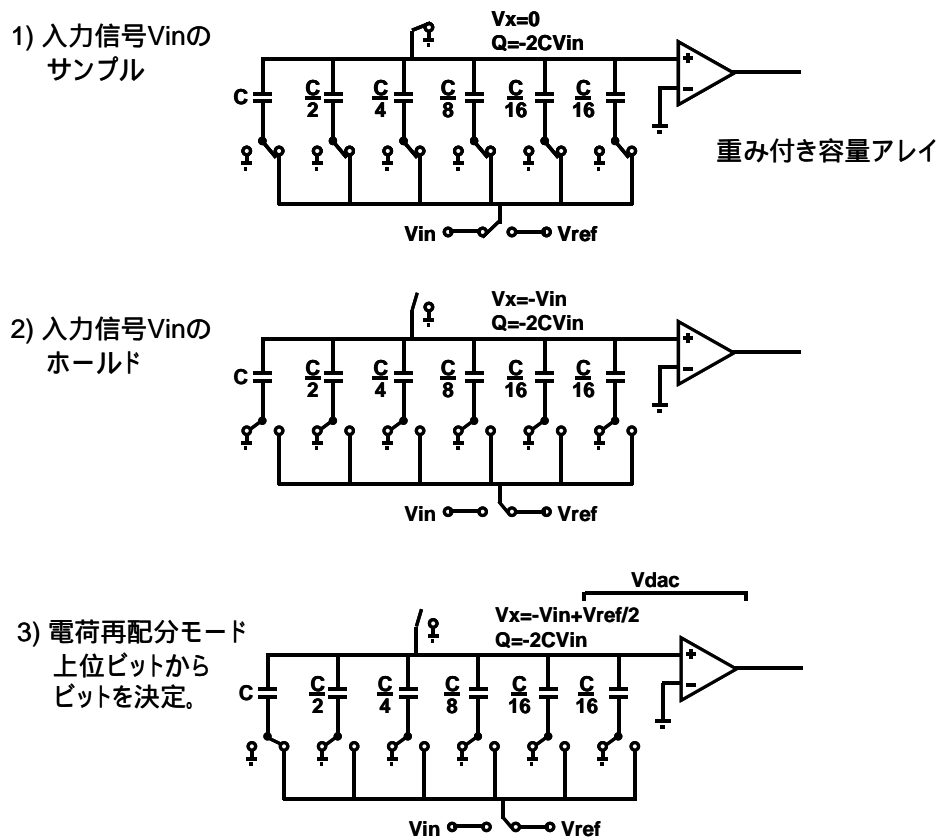 1) 入力信号Vinの
サンプル
Vx=0
Q=-2CVin
C C/2 C/4 C/8 C/16 C/16
+
-
重み付き容量アレイ
Vin Vref
2) 入力信号Vinの
ホールド
Vx=-Vin
Q=-2CVin
C C/2 C/4 C/8 C/16 C/16
+
-
Vin Vref
Vdac
3) 電荷再配分モード
上位ビットから
ビットを決定。
Vx=-Vin+Vref/2
Q=-2CVin
C C/2 C/4 C/8 C/16 C/16
+
-
Vin Vref